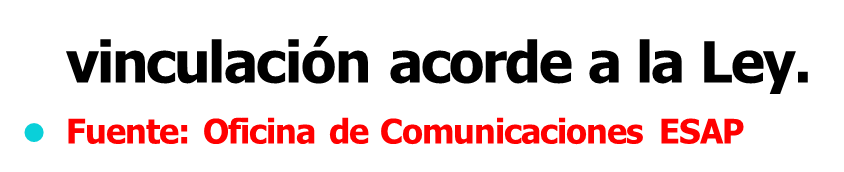 vinculación acorde a la Ley.
Fuente: Oficina de Comunicaciones ESAP